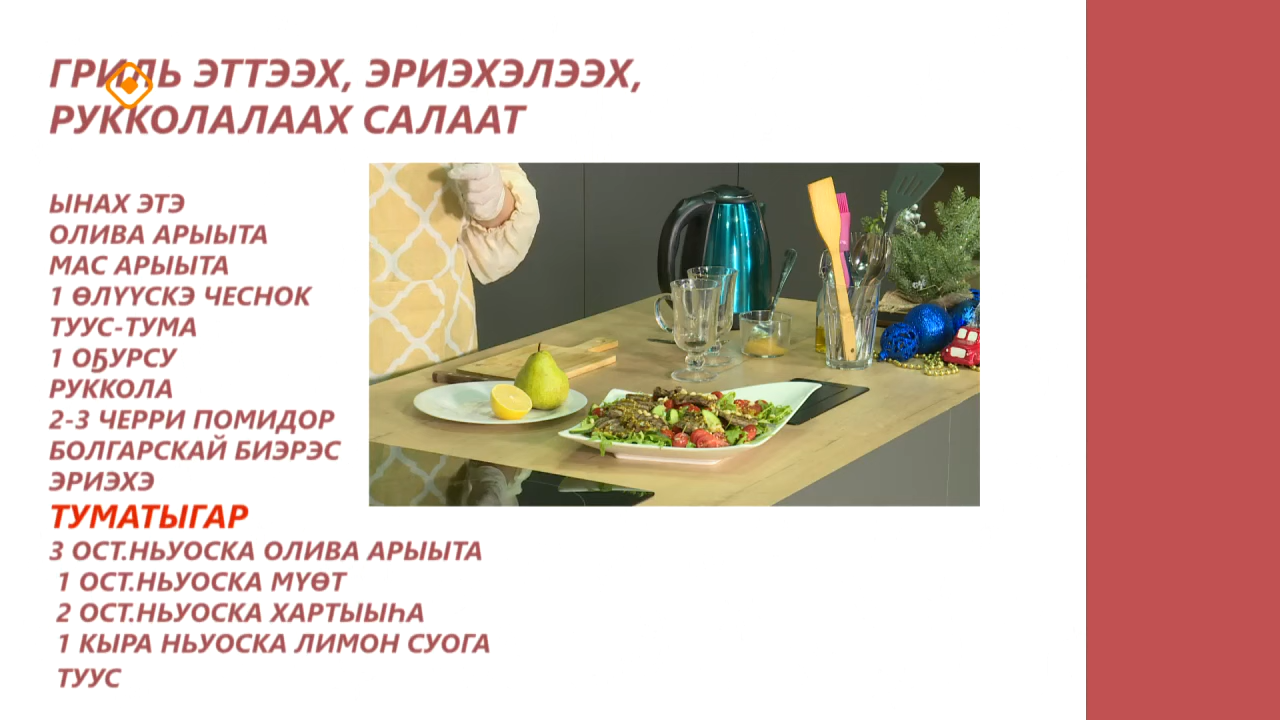 ГРИЛЬ ЭТТЭЭХ, ЭРИЭХЭЛЭЭХ,
РУККОЛАЛААХ САЛААТ
ЫНАХ ЭТЭ
ОЛИВА АРЫЫТА
МАС АРЫЫТА
1 ӨЛҮҮСКЭ ЧЕСНОК
ТУУС-ТУМА
1 ОҔУРСУ
РУККОЛА
2-3 ЧЕРРИ ПОМИДОР
БОЛГАРСКАЙ БИЭРЭС
ЭРИЭХЭ
ТУМАТЫГАР
3 ОСТ.НЬУОСКА ОЛИВА АРЫЫТА
1 ОСТ.НЬУОСКА МҮӨТ
2 ОСТ.НЬУОСКА ХАРТЫЫҺА
1 КЫРА НЬУОСКА ЛИМОН СУОГА
ТУУС